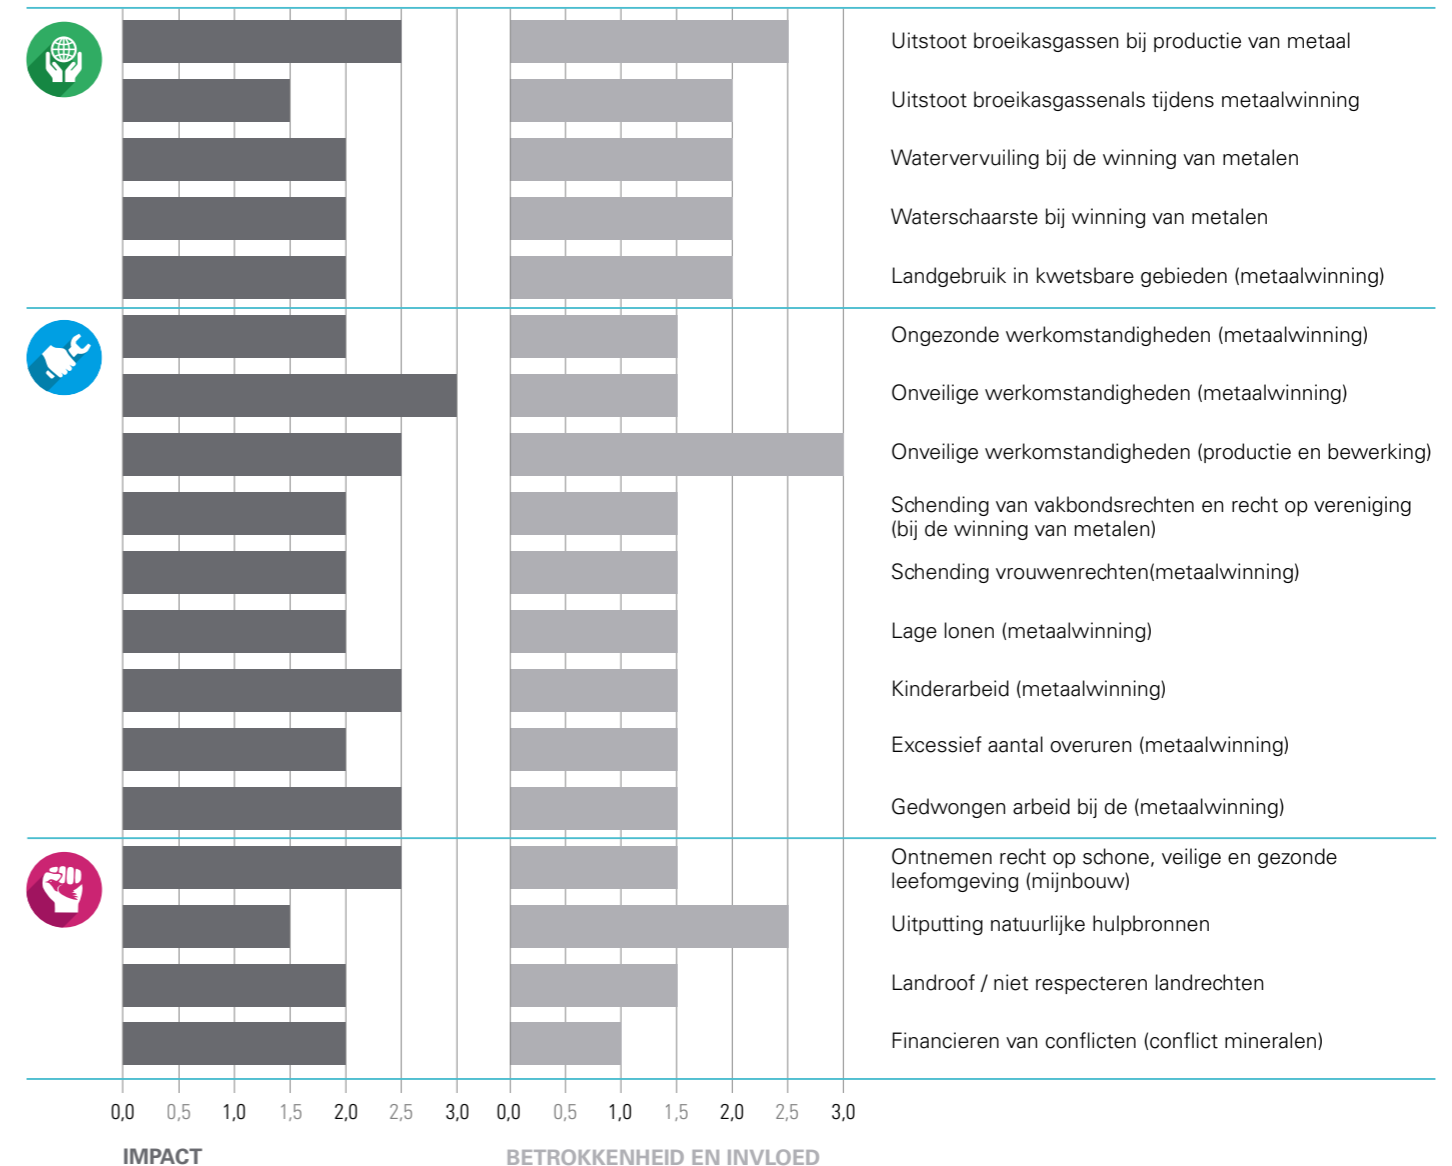 Uitstoot broeikasgassen bij productie van metaal
Uitstoot broeikasgassenals tijdens metaalwinning
Watervervuiling bij de winning van metalen
Waterschaarste bij winning van metalen
Landgebruik in kwetsbare gebieden (metaalwinning)
Ongezonde werkomstandigheden (metaalwinning)
Onveilige werkomstandigheden (metaalwinning)
Onveilige werkomstandigheden (productie en bewerking)
Schending van vakbondsrechten en recht op vereniging
(bij de winning van metalen)
Schending vrouwenrechten(metaalwinning)
Lage lonen (metaalwinning)
Kinderarbeid (metaalwinning)
Excessief aantal overuren (metaalwinning)
Gedwongen arbeid bij de (metaalwinning)
Ontnemen recht op schone, veilige en gezonde
leefomgeving (mijnbouw)
Uitputting natuurlijke hulpbronnen
Landroof / niet respecteren landrechten
Financieren van conflicten (conflict mineralen)
0,0 0,5 1,0 1,5 2,0 2,5 3,0 0,0 0,5 1,0 1,5 2,0 2,5 3,0
IMPACT BETROKKENHEID EN INVLOED